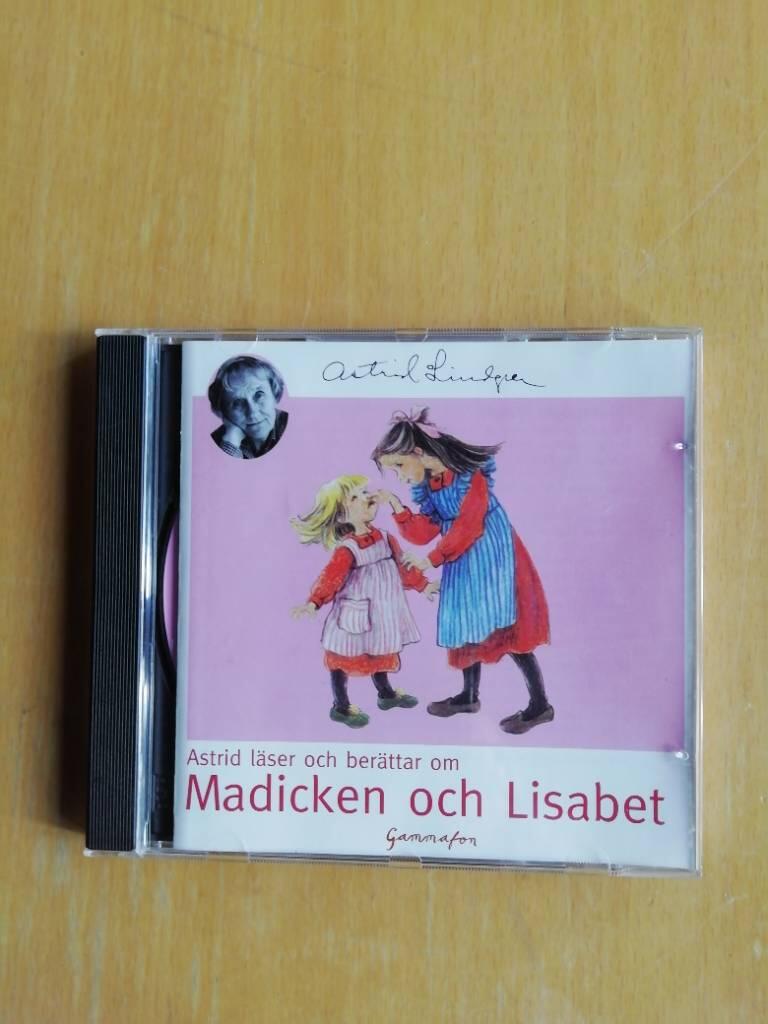 Astrid Lindgren
Astrid läser och berättar om
Madicken och Lisabet
Gammafon